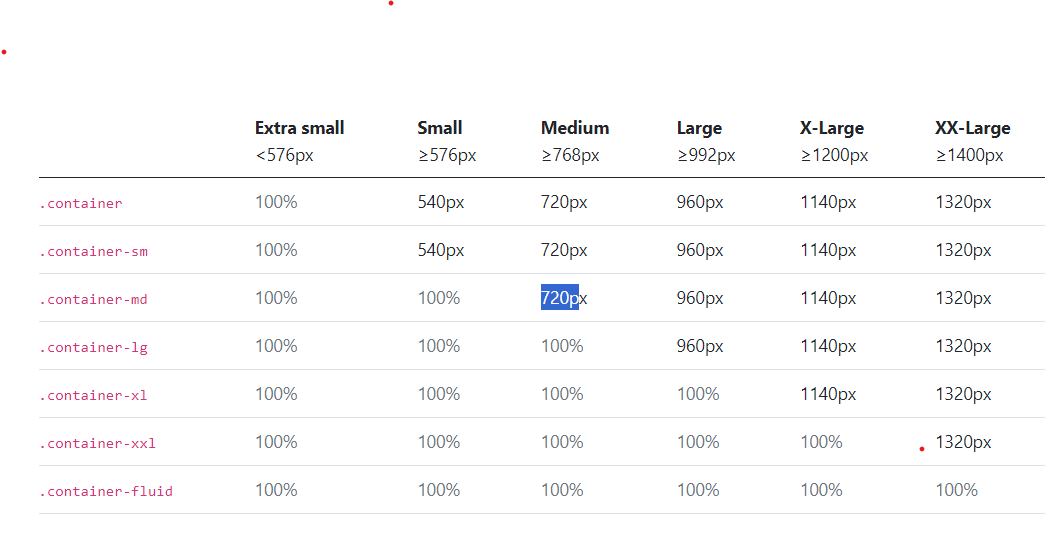 Extra small Small Medium Large X-Large XX-Large
<576px ≥576px ≥768px ≥992px ≥1200px ≥1400px
.container 100% 540px 720px 960px 1140px 1320px
.container-sm 100% 540px 720px 960px 1140px 1320px
.container-md 100% 100% 720px 960px 1140px 1320px
.container-lg 100% 100% 100% 960px 1140px 1320px
.container-xl 100% 100% 100% 100% 1140px 1320px
.container-xxl 100% 100% 100% 100% 100% 1320px
.container-fluid 100% 100% 100% 100% 100% 100%